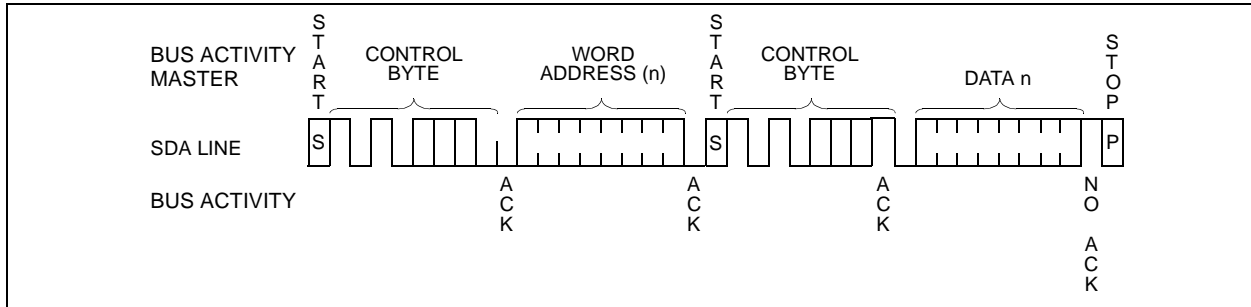 START
BUS ACTIVITY
MASTER
CONTROL
BYTE
WORD
ADDRESS (n)
START
CONTROL
BYTE
DATA n
STOP
SDA LINE
S
S
P
BUS ACTIVITY
ACK
ACK
ACK
NO ACK